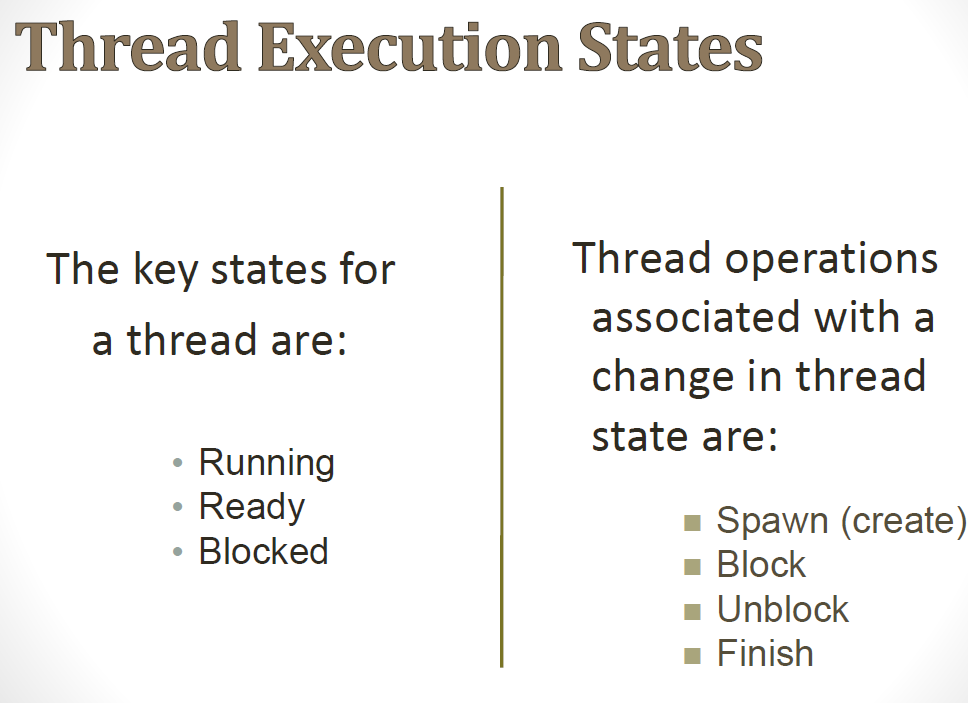 Thread Execution States
The key states for
a thread are:
• Running
• Ready
• Blocked
Thread operations
associated with a
change in thread
state are:
■ Spawn (create)
■ Block
■ Unblock
■ Finish